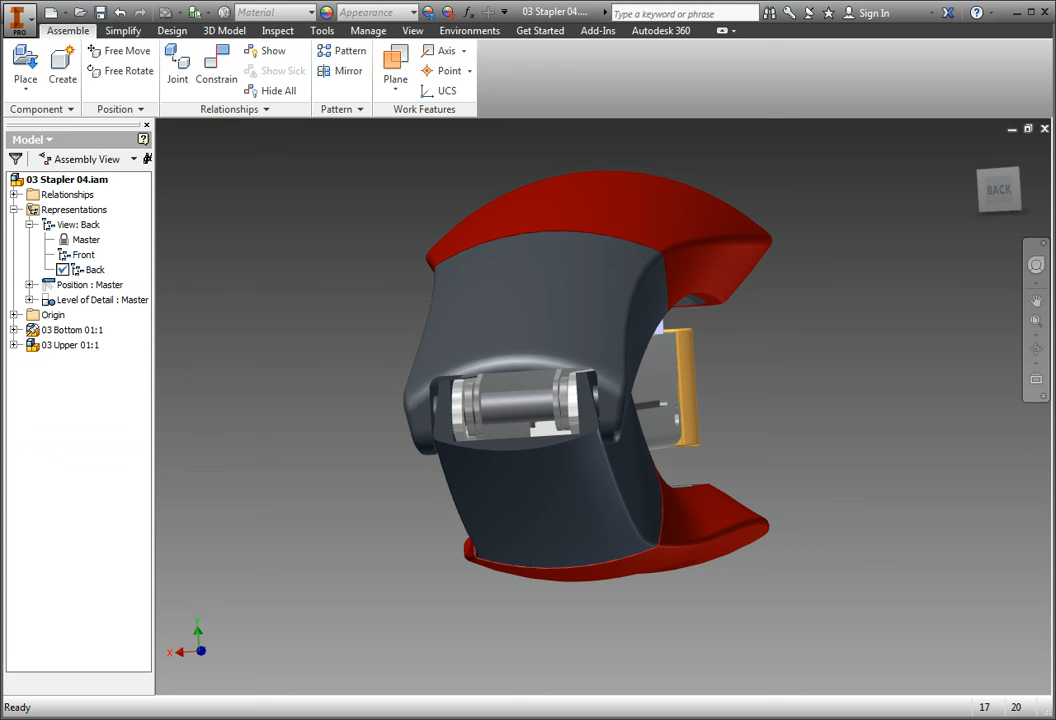 Material
Appearance
03 Stapler 04....
Type a keyword or phrase
Sign In
PRO
Assemble Simplify Design 3D Model Inspect Tools Manage View Environments Get Started Add-Ins Autodesk 360
Place
Create
Free Move
Free Rotate
Joint
Constrain
Show
Show Sick
Hide All
Pattern
Mirror
Plane
Axis
Point
UCS
Component Position Relationships Pattern Work Features
Model
Assembly View
03 Stapler 04.iam
Relationships
Representations
View: Back
Master
Front
Back
Position : Master
Level of Detail : Master
Origin
03 Bottom 01:1
03 Upper 01:1
BACK
Y
X
Ready
17 20